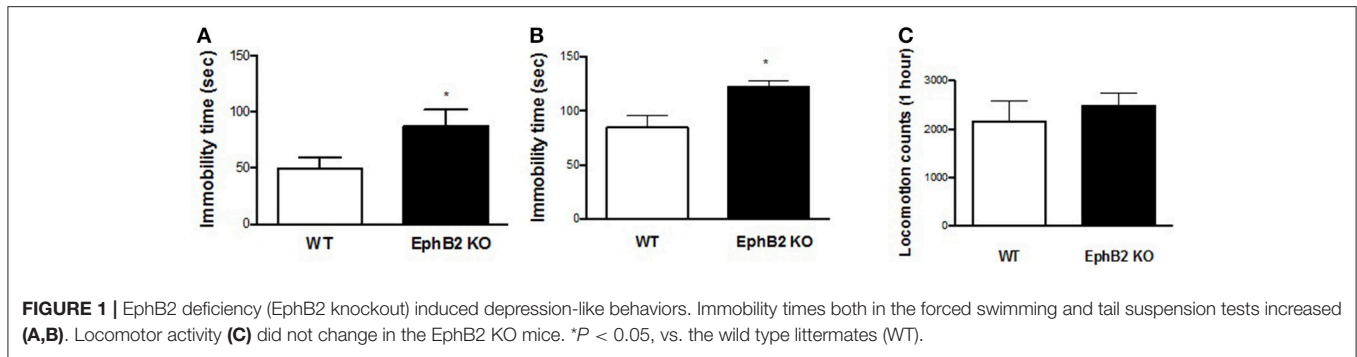 A
Immobility time (sec)
150
100
50
0
*
WT
EphB2 KO
B
Immobility time (sec)
150
100
50
0
*
WT
EphB2 KO
C
Locomotion counts (1 hour)
3000
2000
1000
0
WT
EphB2 KO
FIGURE 1 | EphB2 deficiency (EphB2 knockout) induced depression-like behaviors. Immobility times both in the forced swimming and tail suspension tests increased
(A,B). Locomotor activity (C) did not change in the EphB2 KO mice. *P < 0.05, vs. the wild type littermates (WT).